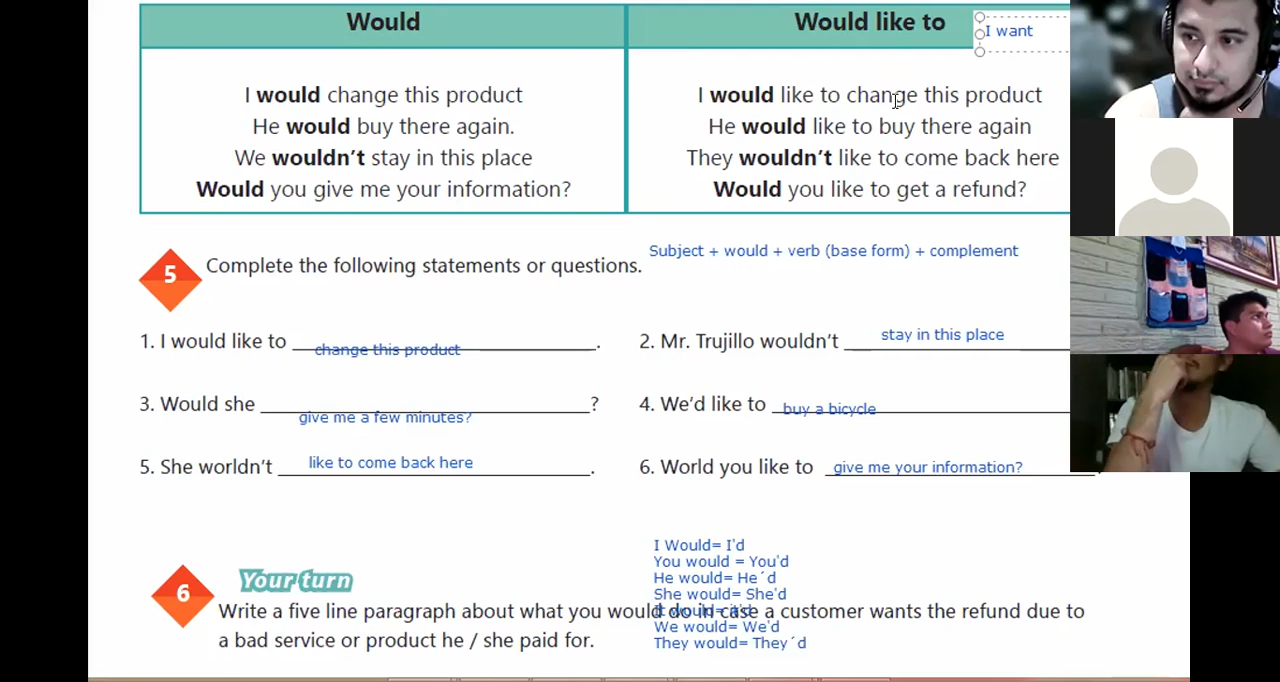 Would
Would like to
I want
I would change this product
He would buy there again.
We wouldn't stay in this place
Would you give me your information?
I would like to change this product
He would like to buy there again
They wouldn't like to come back here
Would you like to get a refund?
Subject + would + verb (base form) + complement
5 Complete the following statements or questions.
1. I would like to change this product.
2. Mr. Trujillo wouldn't stay in this place
3. Would she give me a few minutes? ?
4. We'd like to buy a bicycle
5. She worldn't like to come back here.
6. World you like to give me your information?
6 Your turn
Write a five line paragraph about what you would do in case a customer wants the refund due to
a bad service or product he / she paid for.
I Would= I'd
You would = You'd
He would= He´d
She would= She'd
It would= it'd
We would= We'd
They would= They´d